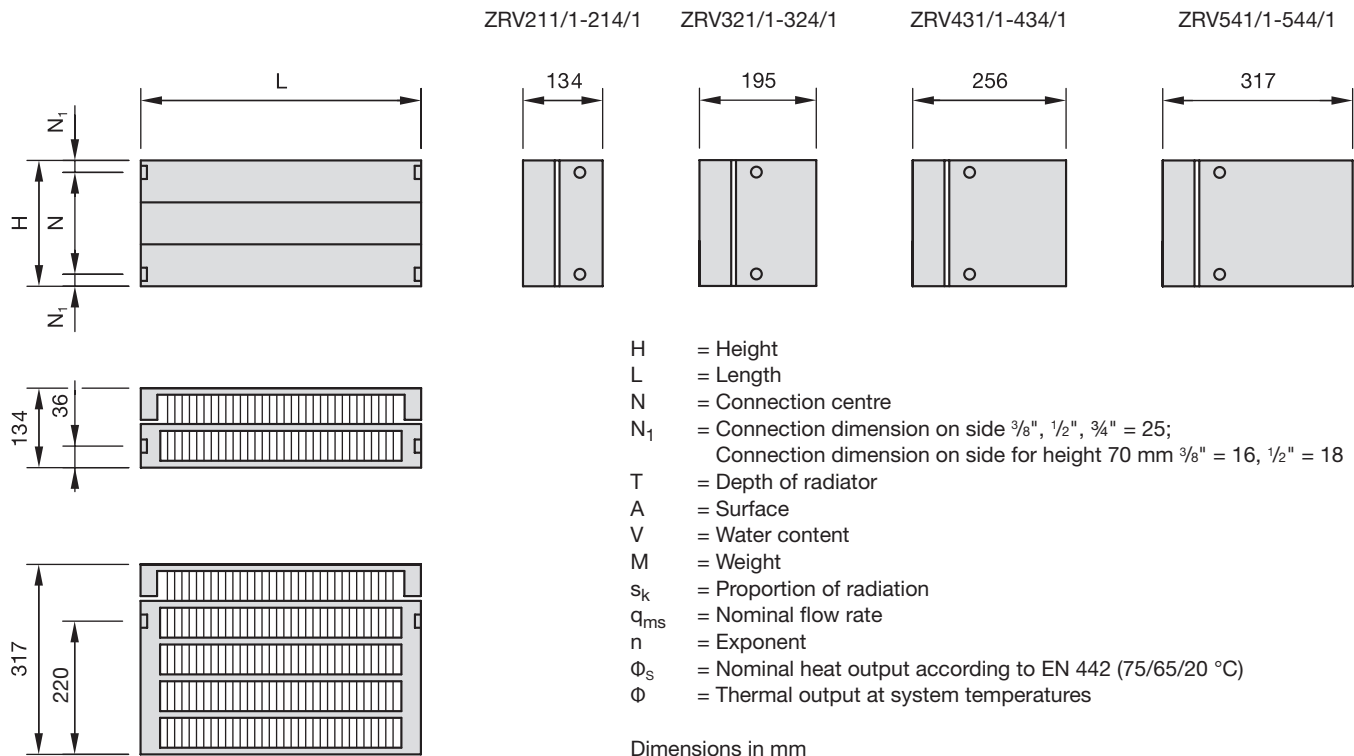 ZRV211/1-214/1 ZRV321/1-324/1 ZRV431/1-434/1 ZRV541/1-544/1
L 134 195 256 317
N₁
H N
N₁
134 36
317 220
H = Height
L = Length
N = Connection centre
N₁ = Connection dimension on side ³/₈", ¹/₂", ¾" = 25;
Connection dimension on side for height 70 mm ³/₈" = 16, ¹/₂" = 18
T = Depth of radiator
A = Surface
V = Water content
M = Weight
sₖ = Proportion of radiation
qₘₛ = Nominal flow rate
n = Exponent
Φₛ = Nominal heat output according to EN 442 (75/65/20 °C)
Φ = Thermal output at system temperatures
Dimensions in mm